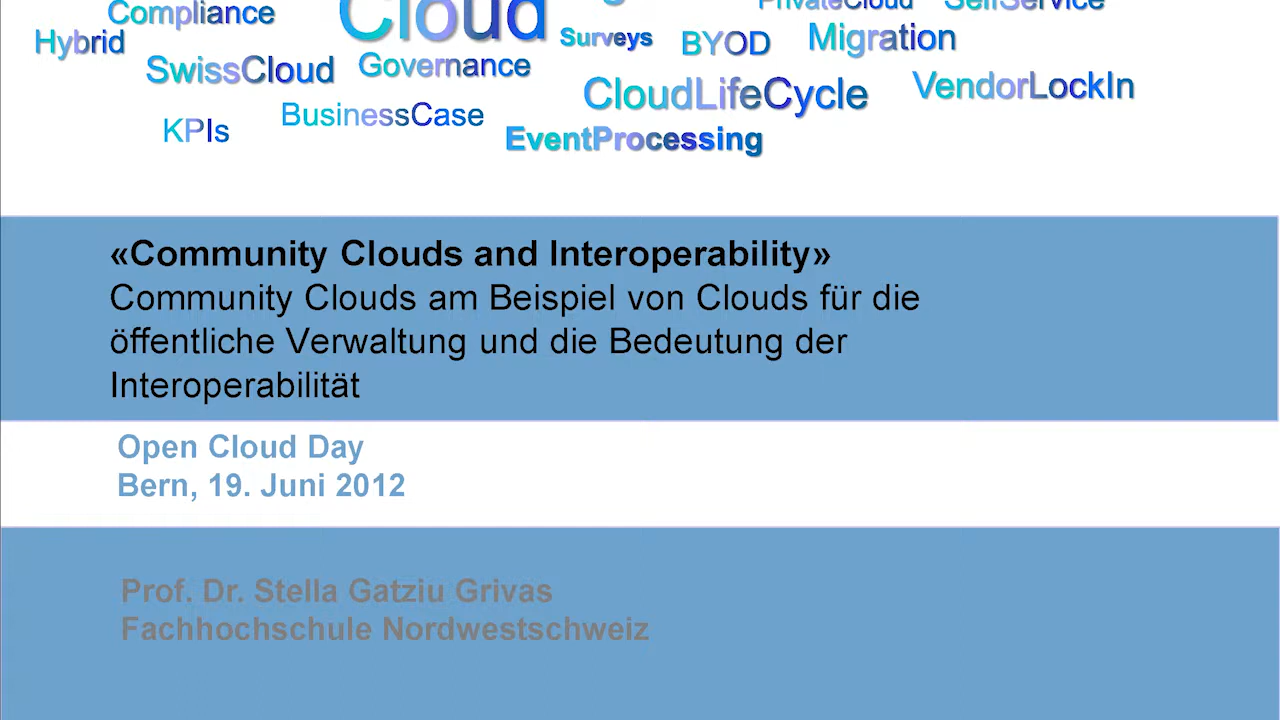 Compliance
Cloud
PrivateCloud
SelfService
Hybrid
Surveys
BYOD
Migration
SwissCloud
Governance
CloudLifeCycle
VendorLockIn
KPIs
BusinessCase
EventProcessing
«Community Clouds and Interoperability»
Community Clouds am Beispiel von Clouds für die
öffentliche Verwaltung und die Bedeutung der
Interoperabilität
Open Cloud Day
Bern, 19. Juni 2012
Prof. Dr. Stella Gatziu Grivas
Fachhochschule Nordwestschweiz